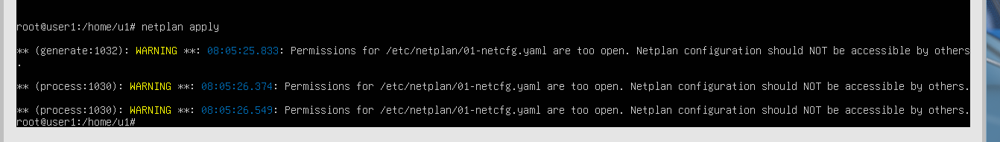 root@user1:/home/u1# netplan apply
** (generate:1032): WARNING **: 08:05:25.833: Permissions for /etc/netplan/01-netcfg.yaml are too open. Netplan configuration should NOT be accessible by others
.
** (process:1030): WARNING **: 08:05:26.374: Permissions for /etc/netplan/01-netcfg.yaml are too open. Netplan configuration should NOT be accessible by others.
** (process:1030): WARNING **: 08:05:26.549: Permissions for /etc/netplan/01-netcfg.yaml are too open. Netplan configuration should NOT be accessible by others.
root@user1:/home/u1#